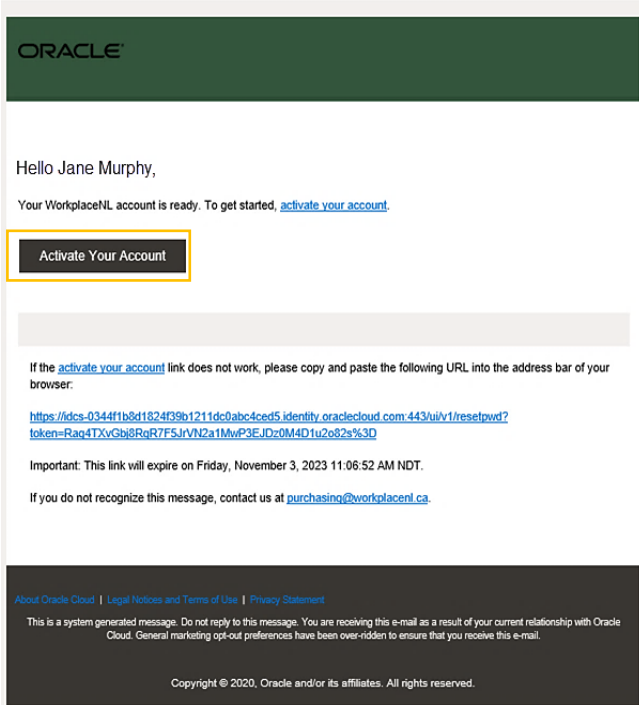 ORACLE
Hello Jane Murphy,
Your WorkplaceNL account is ready. To get started, activate your account.
Activate Your Account
If the activate your account link does not work, please copy and paste the following URL into the address bar of your
browser:
https://idcs-0344f1b8d1824f39b1211dc0abc4ced5.identity.oraclecloud.com:443/ui/v1/resetpwd?
token=Raq4TXvGbj8RqR7F5JrVN2a1MwP3EJDz0M4D1u2o82s%3D
Important: This link will expire on Friday, November 3, 2023 11:06:52 AM NDT.
If you do not recognize this message, contact us at purchasing@workplacenl.ca.
About Oracle Cloud | Legal Notices and Terms of Use | Privacy Statement
This is a system generated message. Do not reply to this message. You are receiving this e-mail as a result of your current relationship with Oracle
Cloud. General marketing opt-out preferences have been over-ridden to ensure that you receive this e-mail.
Copyright © 2020, Oracle and/or its affiliates. All rights reserved.